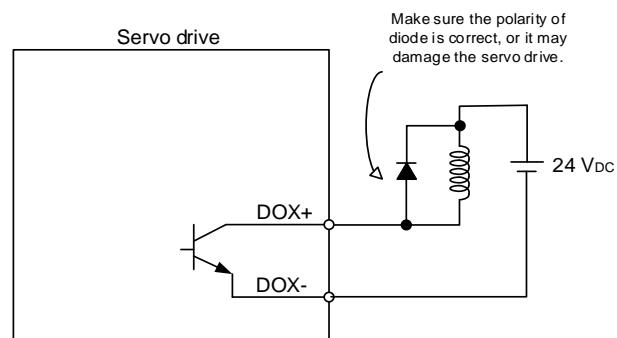 Make sure the polarity of
diode is correct, or it may
damage the servo drive.
Servo drive
24 VDC
DOX+
DOX-